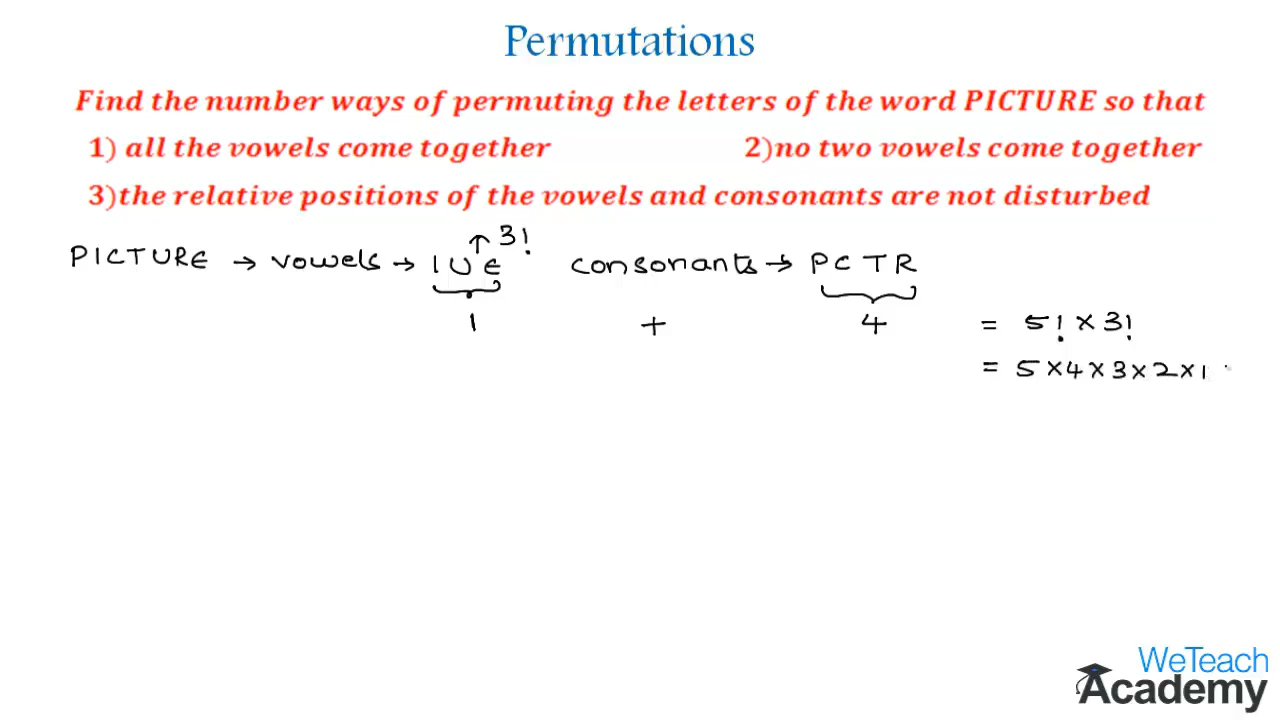 Permutations
Find the number ways of permuting the letters of the word PICTURE so that
1) all the vowels come together 2)no two vowels come together
3)the relative positions of the vowels and consonants are not disturbed
3!
PICTURE → vowels → IUE consonants → PCTR
1 + 4 = 5! × 3!
= 5 × 4 × 3 × 2 × 1
WeTeach
Academy